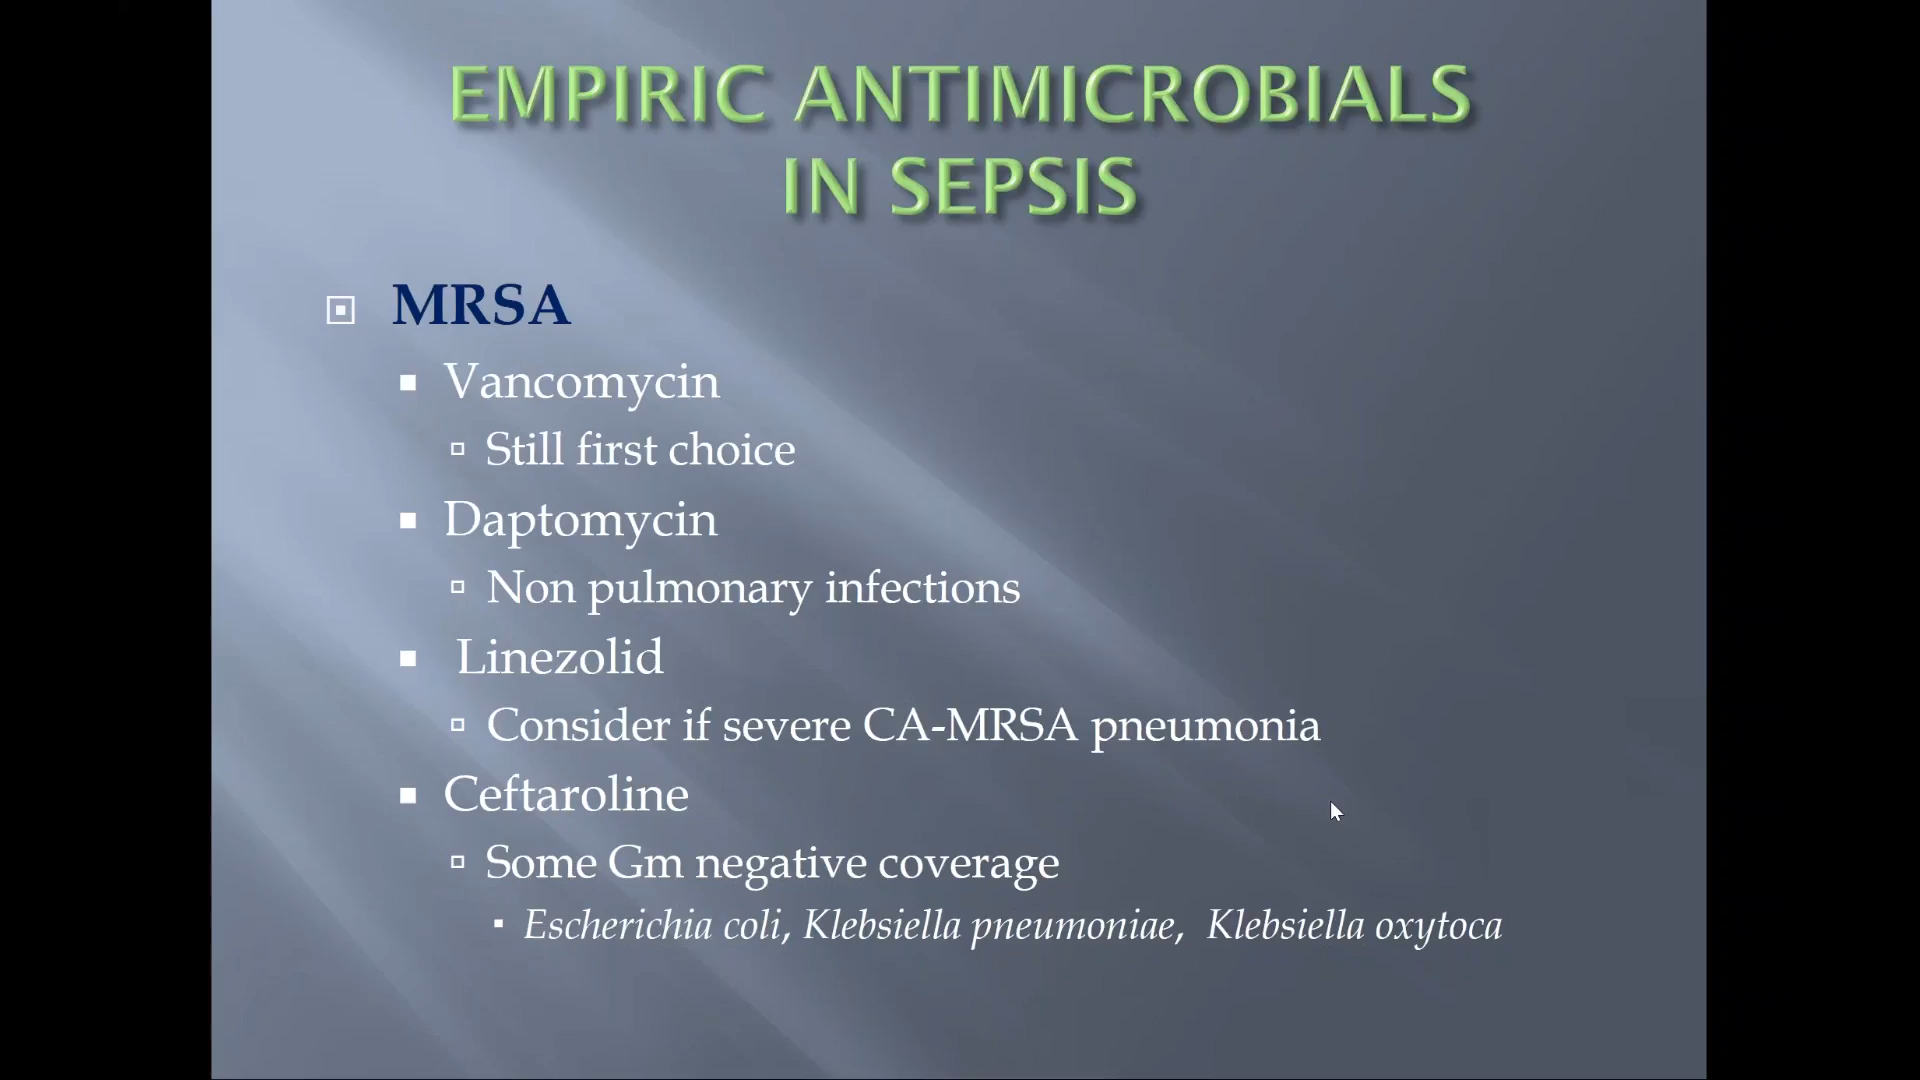 EMPIRIC ANTIMICROBIALS
IN SEPSIS
MRSA
Vancomycin
Still first choice
Daptomycin
Non pulmonary infections
Linezolid
Consider if severe CA-MRSA pneumonia
Ceftaroline
Some Gm negative coverage
Escherichia coli, Klebsiella pneumoniae, Klebsiella oxytoca